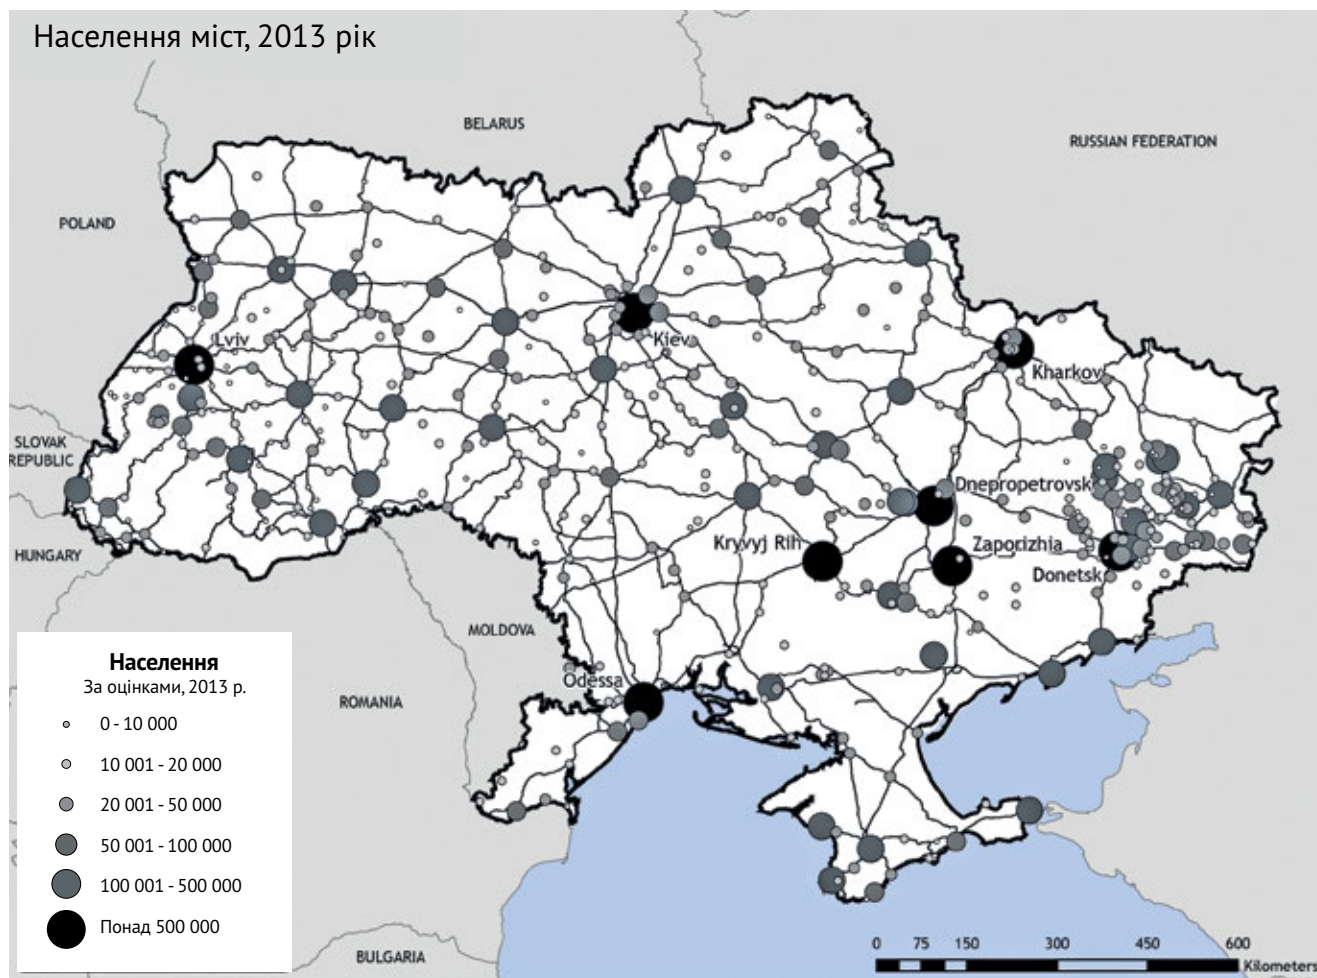 Населення міст, 2013 рік
BELARUS
RUSSIAN FEDERATION
POLAND
Lviv
Kiev
Kharkov
SLOVAK
REPUBLIC
Dnepropetrovsk
Kryvyj Rih
Zaporizhia
HUNGARY
Donetsk
MOLDOVA
Odessa
ROMANIA
Населення
За оцінками, 2013 р.
0 - 10 000
10 001 - 20 000
20 001 - 50 000
50 001 - 100 000
100 001 - 500 000
Понад 500 000
BULGARIA
0 75 150 300 450 600
Kilometers